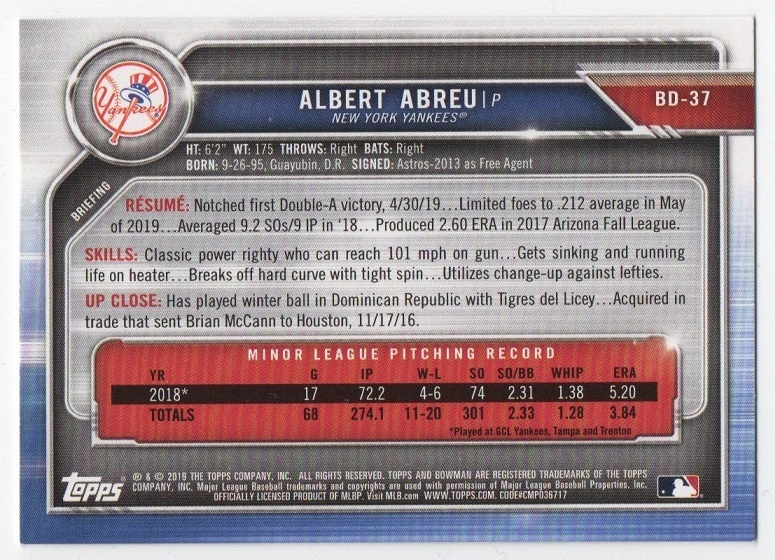 Yankees
ALBERT ABREU | P
NEW YORK YANKEES®
BD-37
HT: 6'2" WT: 175 THROWS: Right BATS: Right
BORN: 9-26-95, Guayubin, D.R. SIGNED: Astros-2013 as Free Agent
BRIEFING
RÉSUMÉ: Notched first Double-A victory, 4/30/19...Limited foes to .212 average in May
of 2019...Averaged 9.2 SOs/9 IP in '18...Produced 2.60 ERA in 2017 Arizona Fall League.
SKILLS: Classic power righty who can reach 101 mph on gun...Gets sinking and running
life on heater...Breaks off hard curve with tight spin...Utilizes change-up against lefties.
UP CLOSE: Has played winter ball in Dominican Republic with Tigres del Licey...Acquired in
trade that sent Brian McCann to Houston, 11/17/16.
MINOR LEAGUE PITCHING RECORD
YR G IP W-L SO SO/BB WHIP ERA
2018* 17 72.2 4-6 74 2.31 1.38 5.20
TOTALS 68 274.1 11-20 301 2.33 1.28 3.84
*Played at GCL Yankees, Tampa and Trenton
Topps
® & © 2019 THE TOPPS COMPANY, INC. ALL RIGHTS RESERVED. TOPPS AND BOWMAN ARE REGISTERED TRADEMARKS OF THE TOPPS
COMPANY, INC. Major League Baseball trademarks and copyrights are used with permission of Major League Baseball Properties, Inc.
OFFICIALLY LICENSED PRODUCT OF MLBP. Visit MLB.com WWW.TOPPS.COM. CODE#CMP036717